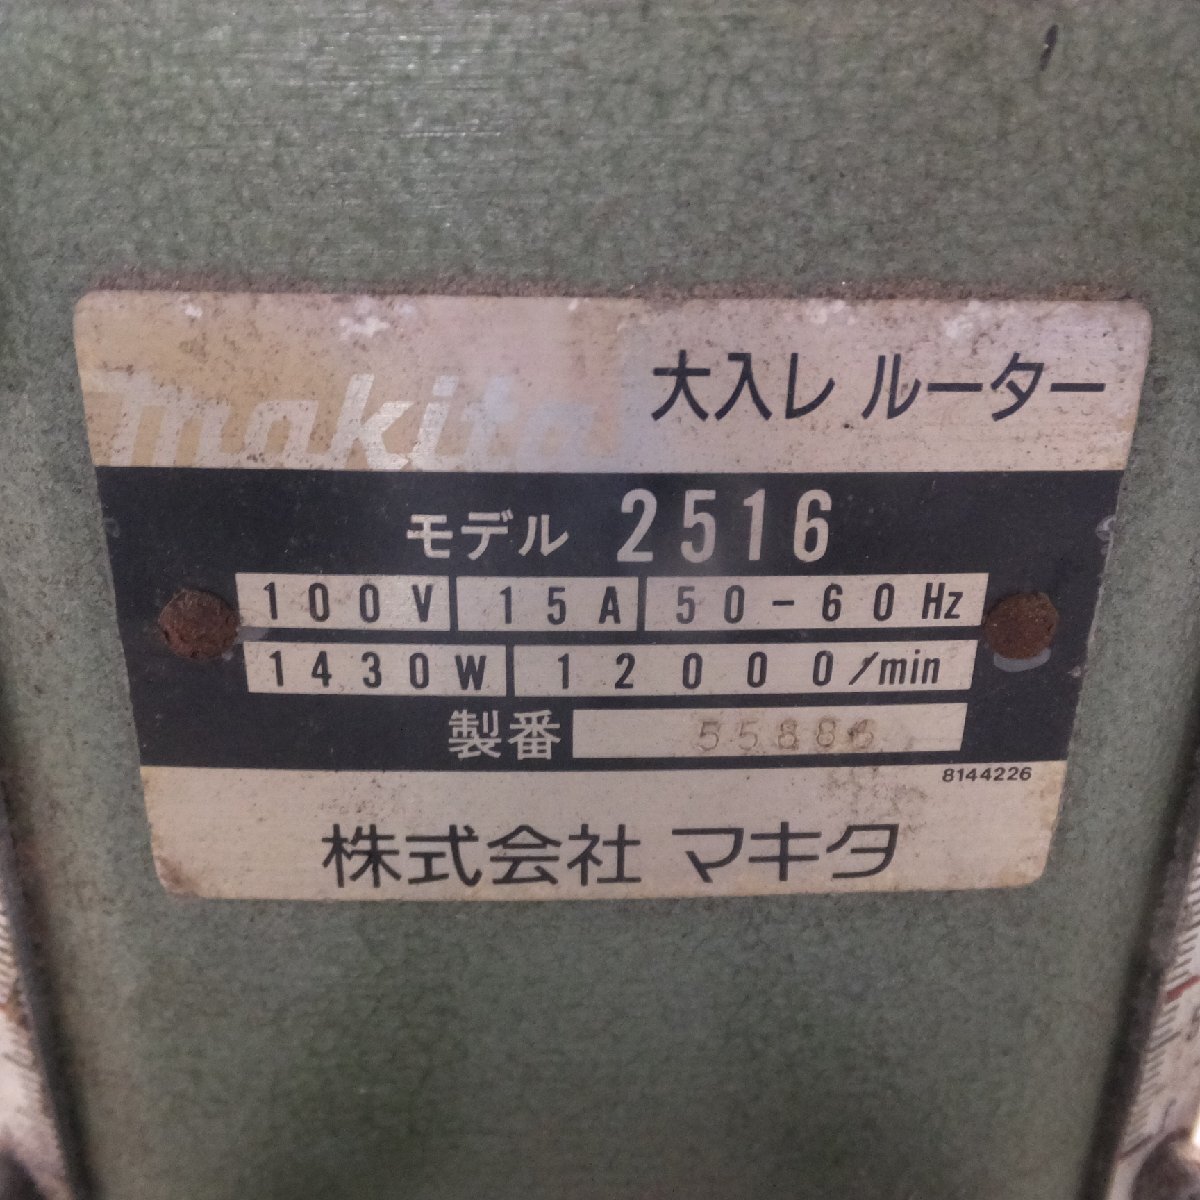 makita 大入レ ルーター
モデル 2516
100V 15A 50-60Hz
1430W 12000/min
製番 55886
8144226
株式会社 マキタ